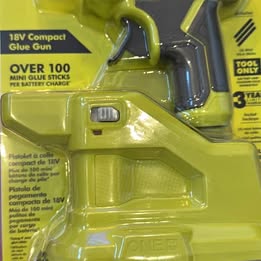 18V Compact
Glue Gun
OVER 100
MINI GLUE STICKS
PER BATTERY CHARGE
TOOL
ONLY
3 YEAR
Pistolet à colle
compact de 18V
Plus de 100 mini
bâtons de colle par
charge de pile
Pistola de
pegamento
compacta de 18V
Más de 100 mini
palitos de
pegamento
por carga
de batería
ONE+